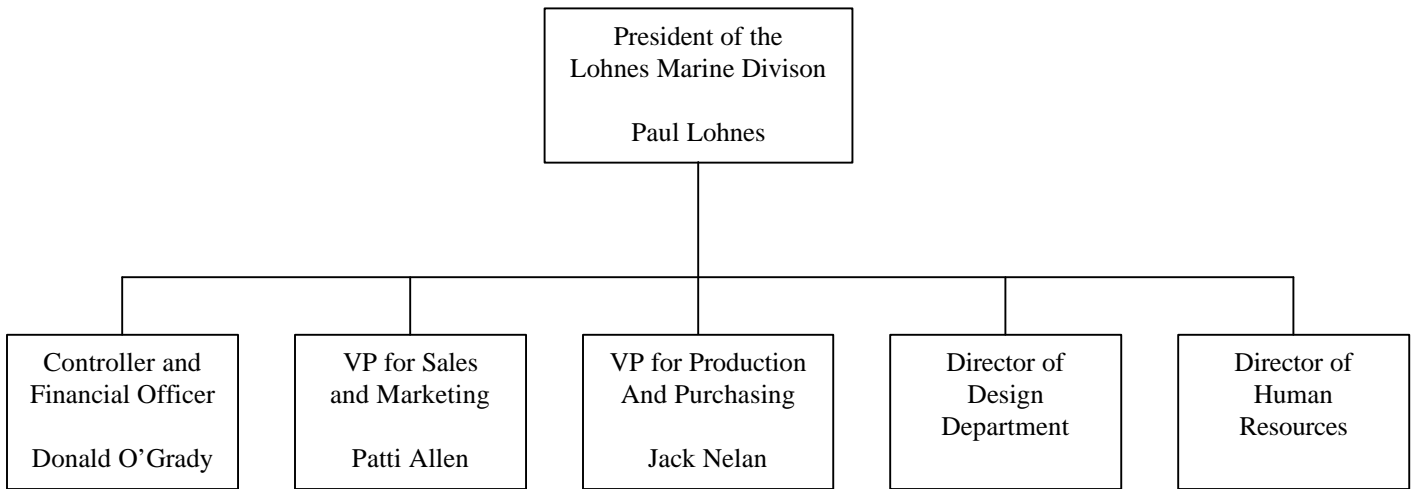 President of the
Lohnes Marine Divison
Paul Lohnes
Controller and
Financial Officer
Donald O’Grady
VP for Sales
and Marketing
Patti Allen
VP for Production
And Purchasing
Jack Nelan
Director of
Design
Department
Director of
Human
Resources